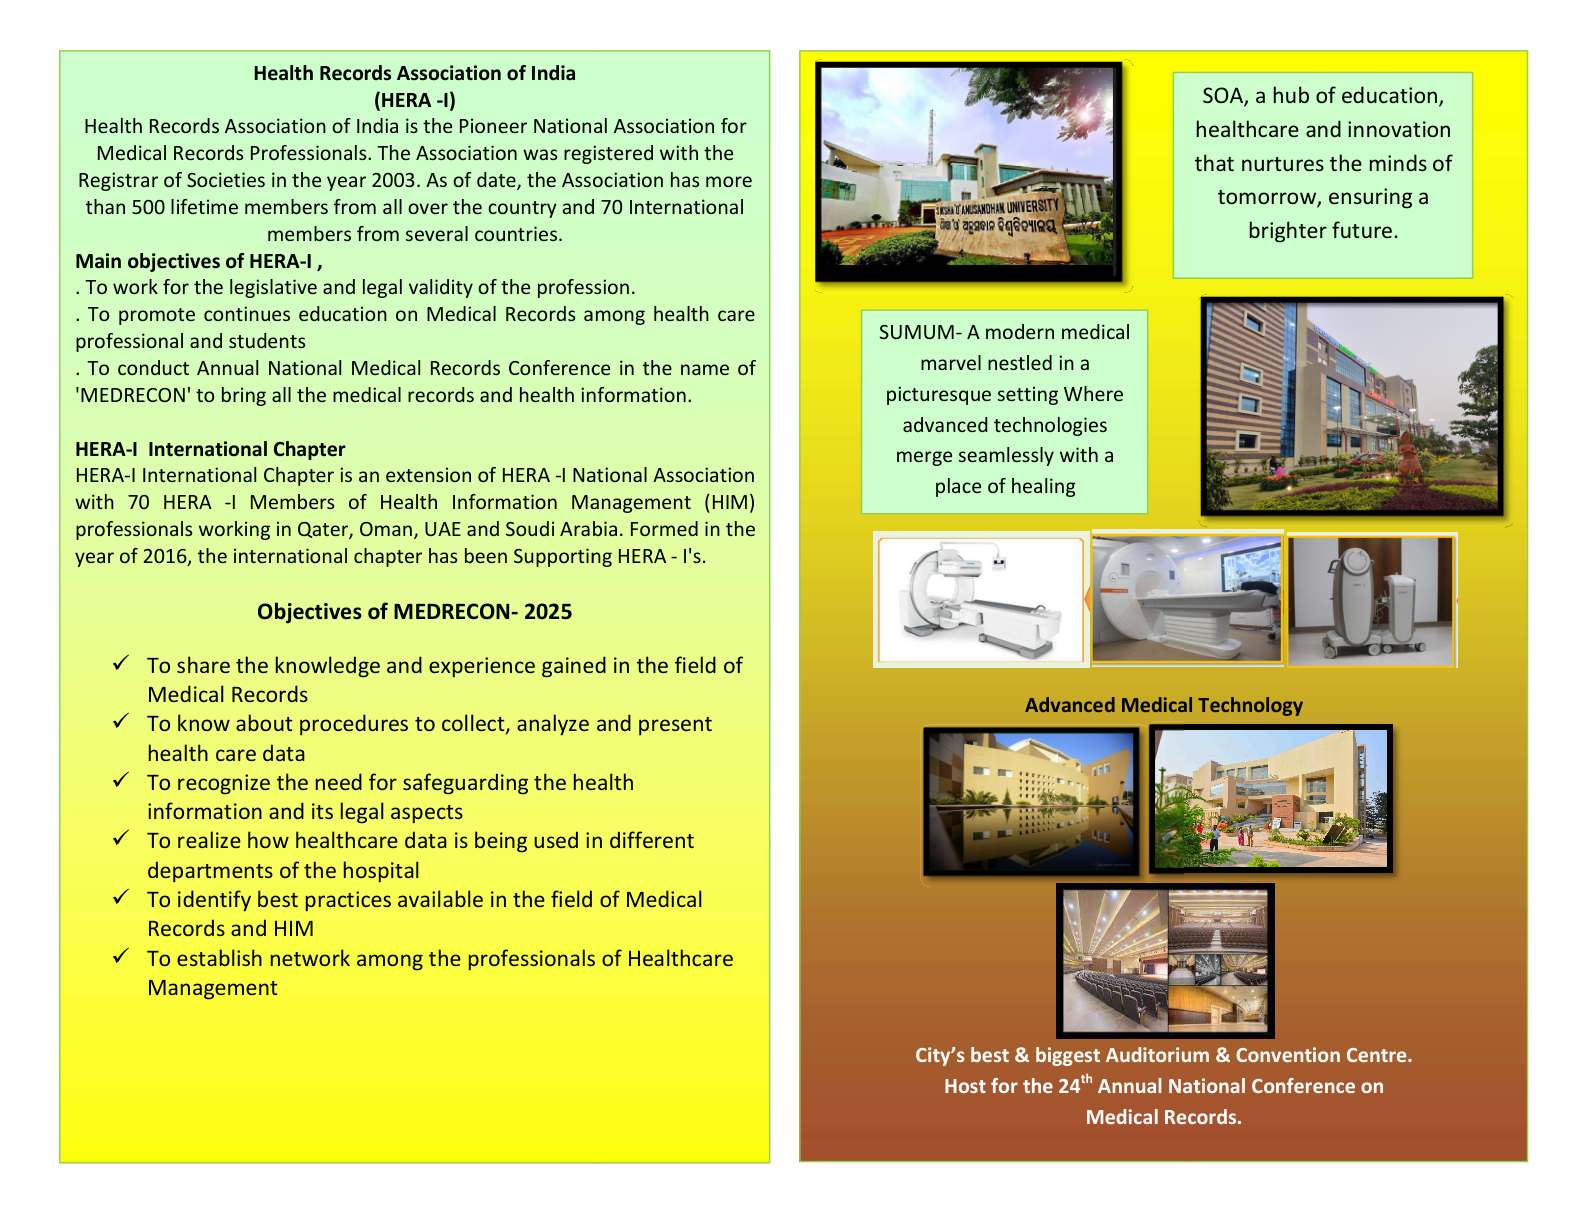 Health Records Association of India
(HERA -I)
Health Records Association of India is the Pioneer National Association for
Medical Records Professionals. The Association was registered with the
Registrar of Societies in the year 2003. As of date, the Association has more
than 500 lifetime members from all over the country and 70 International
members from several countries.
Main objectives of HERA-I ,
. To work for the legislative and legal validity of the profession.
. To promote continues education on Medical Records among health care
professional and students
. To conduct Annual National Medical Records Conference in the name of
'MEDRECON' to bring all the medical records and health information.
HERA-I  International Chapter
HERA-I International Chapter is an extension of HERA -I National Association
with 70 HERA -I Members of Health Information Management (HIM)
professionals working in Qater, Oman, UAE and Soudi Arabia. Formed in the
year of 2016, the international chapter has been Supporting HERA - I's.
Objectives of MEDRECON- 2025
✓ To share the knowledge and experience gained in the field of
Medical Records
✓ To know about procedures to collect, analyze and present
health care data
✓ To recognize the need for safeguarding the health
information and its legal aspects
✓ To realize how healthcare data is being used in different
departments of the hospital
✓ To identify best practices available in the field of Medical
Records and HIM
✓ To establish network among the professionals of Healthcare
Management
SIKSHA 'O' ANUSANDHAN UNIVERSITY
ଶିକ୍ଷା 'ଓ' ଅନୁସନ୍ଧାନ ବିଶ୍ୱବିଦ୍ୟାଳୟ
SOA, a hub of education,
healthcare and innovation
that nurtures the minds of
tomorrow, ensuring a
brighter future.
SUMUM- A modern medical
marvel nestled in a
picturesque setting Where
advanced technologies
merge seamlessly with a
place of healing
Advanced Medical Technology
City’s best & biggest Auditorium & Convention Centre.
Host for the 24th Annual National Conference on
Medical Records.